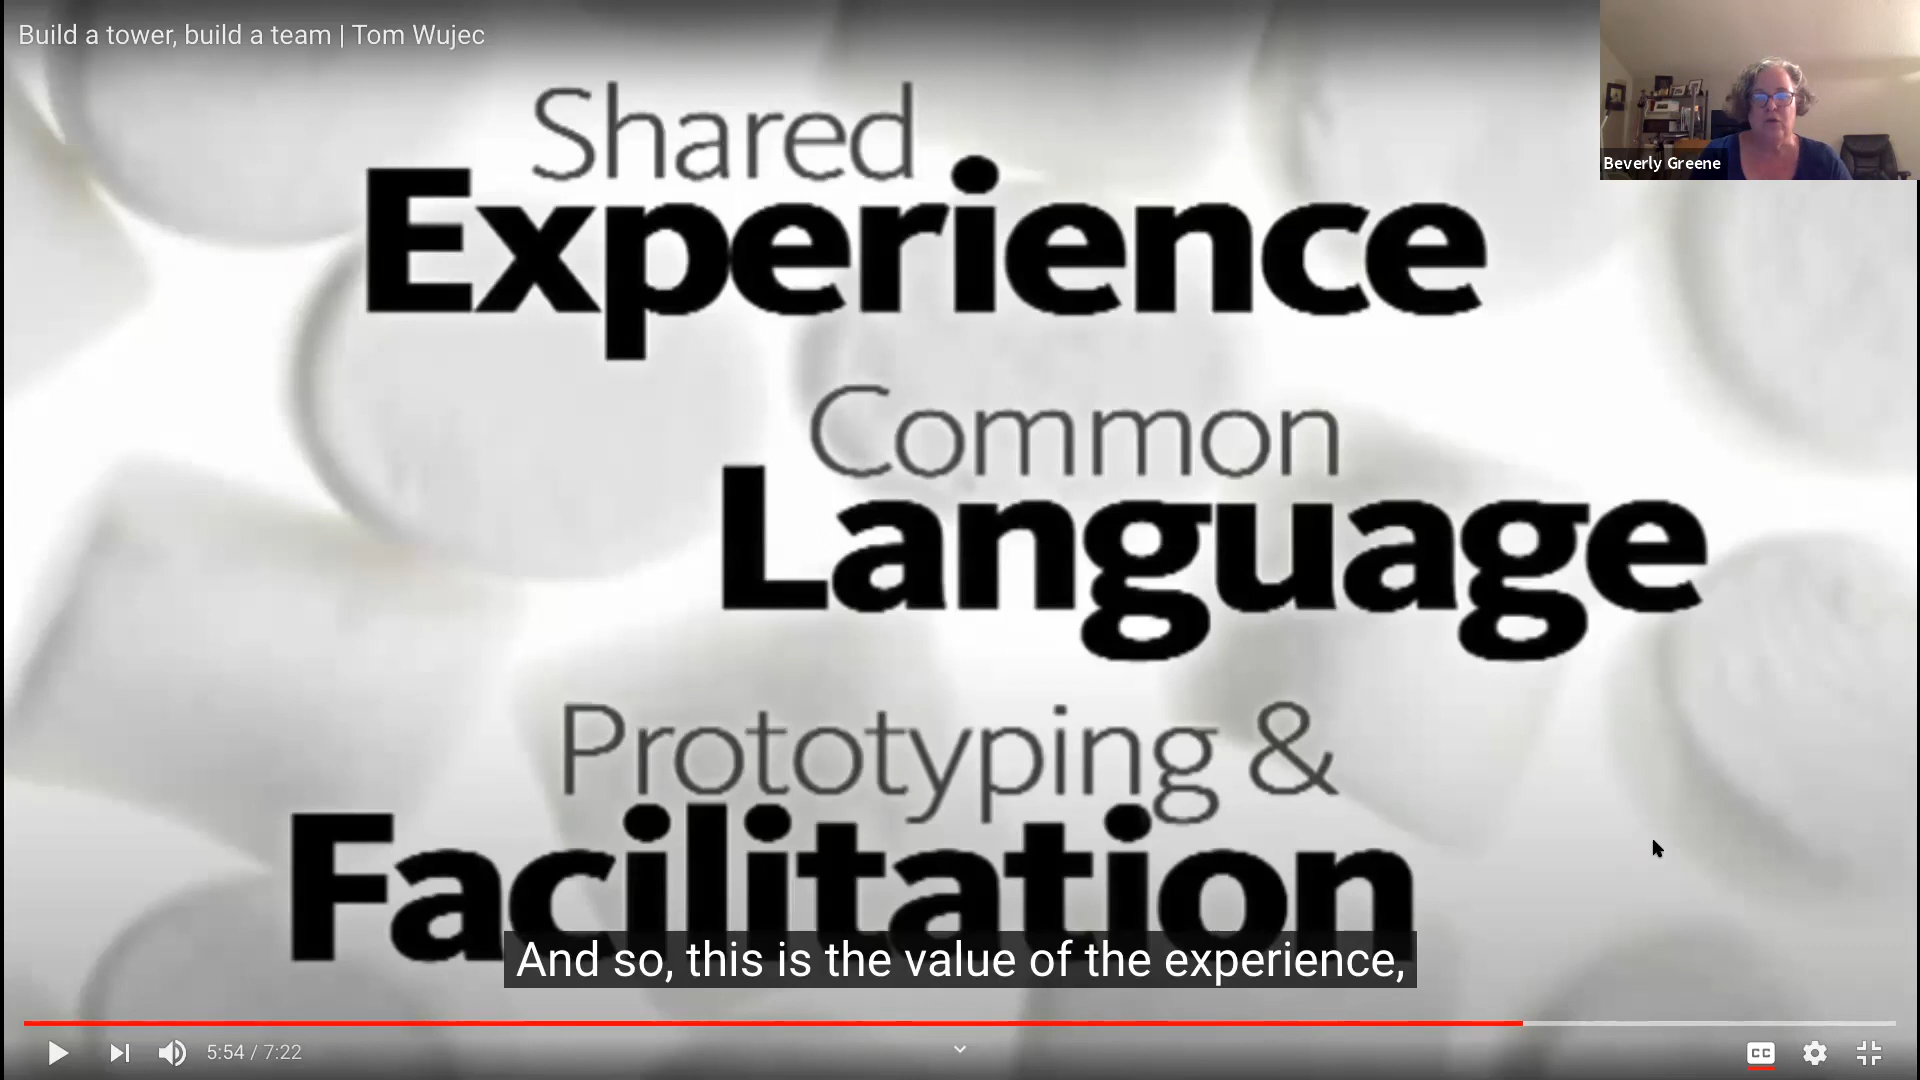 Build a tower, build a team | Tom Wujec
Beverly Greene
Shared
Experience
Common
Language
Prototyping &
Facilitation
And so, this is the value of the experience,
5:54 / 7:22
CC